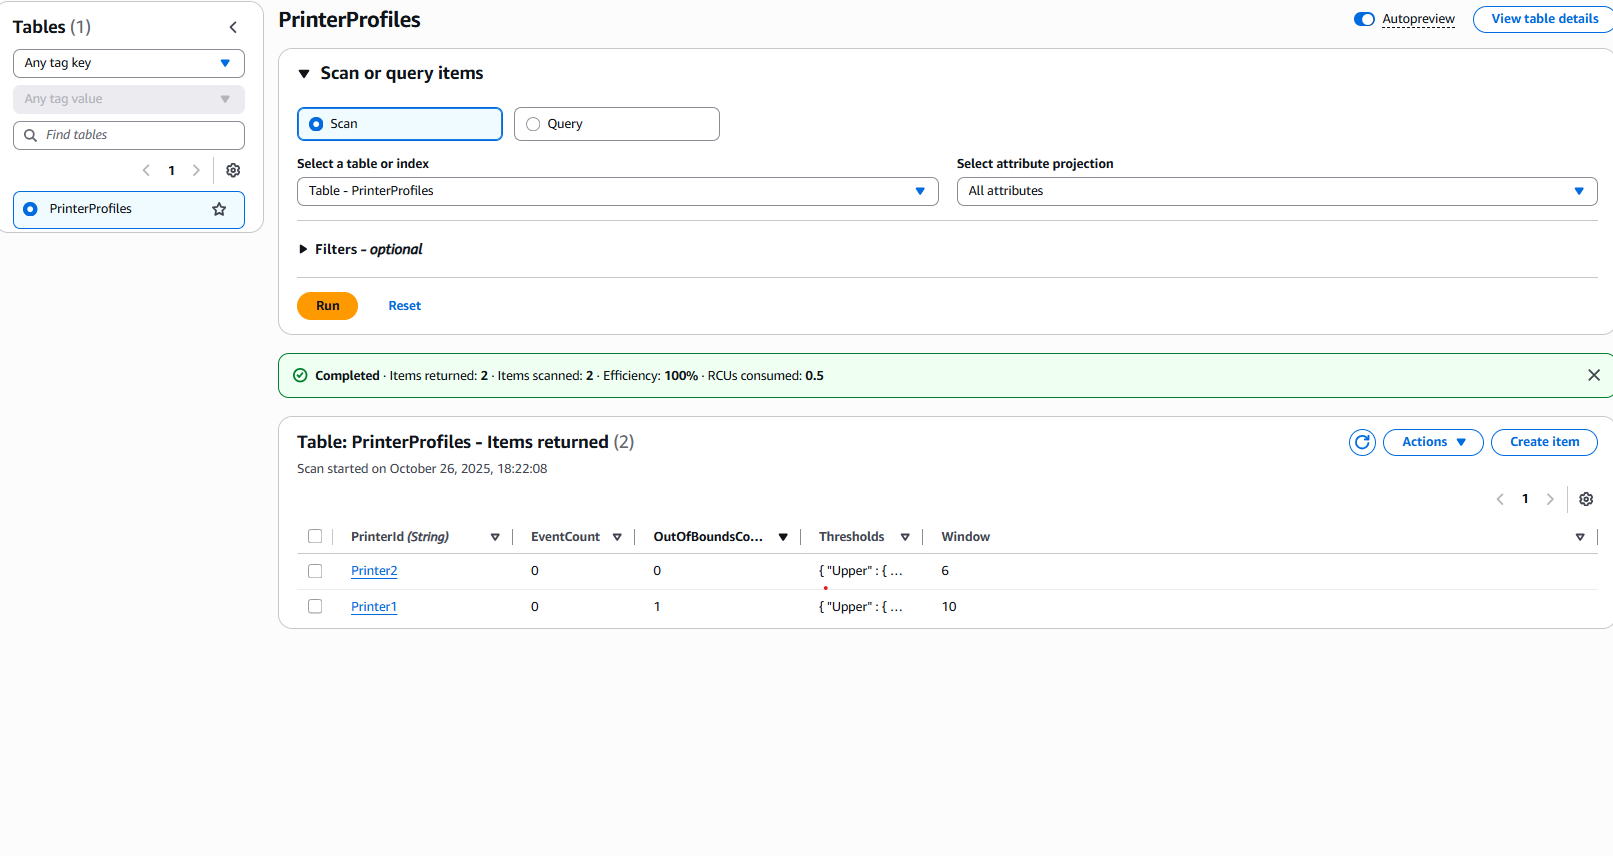 Tables (1)
Any tag key
Any tag value
Find tables
1
PrinterProfiles
PrinterProfiles
Autopreview
View table details
Scan or query items
Scan
Query
Select a table or index
Table - PrinterProfiles
Select attribute projection
All attributes
Filters - optional
Run
Reset
Completed · Items returned: 2 · Items scanned: 2 · Efficiency: 100% · RCUs consumed: 0.5
Table: PrinterProfiles - Items returned (2)
Scan started on October 26, 2025, 18:22:08
Actions
Create item
1
PrinterId (String) EventCount OutOfBoundsCo... Thresholds Window
Printer2 0 0 { "Upper" : { ... 6
Printer1 0 1 { "Upper" : { ... 10